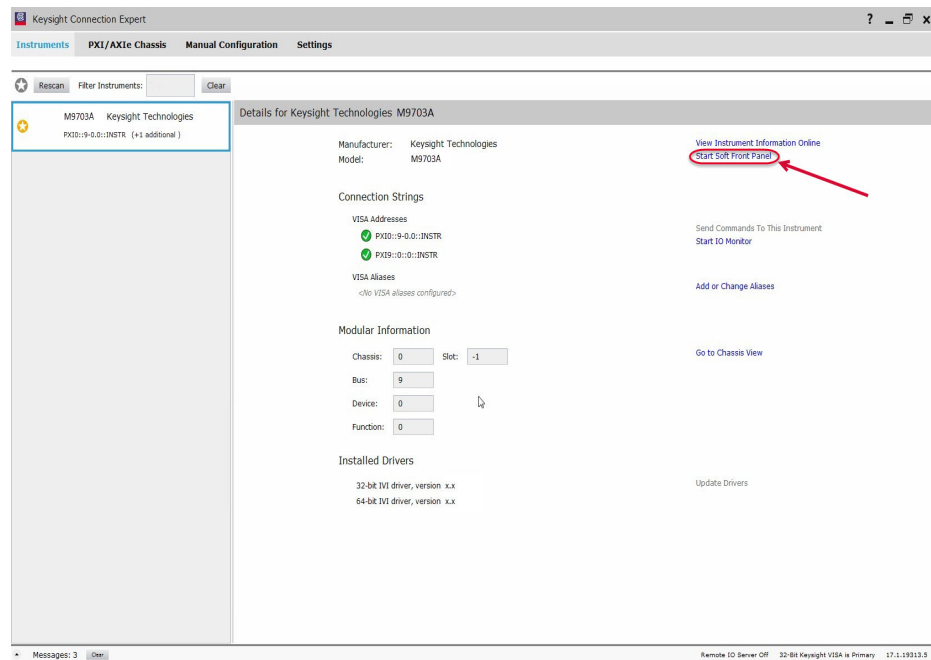 Keysight Connection Expert
?
Instruments PXI/AXIe Chassis Manual Configuration Settings
Rescan Filter Instruments: Clear
M9703A Keysight Technologies
PXI0::9-0.0::INSTR (+1 additional )
Details for Keysight Technologies M9703A
Manufacturer: Keysight Technologies
View Instrument Information Online
Model: M9703A
Start Soft Front Panel
Connection Strings
VISA Addresses
PXI0::9-0.0::INSTR
Send Commands To This Instrument
Start IO Monitor
PXI9::0::0::INSTR
VISA Aliases
<No VISA aliases configured>
Add or Change Aliases
Modular Information
Chassis: 0 Slot: -1
Go to Chassis View
Bus: 9
Device: 0
Function: 0
Installed Drivers
32-bit IVI driver, version x.x
Update Drivers
64-bit IVI driver, version x.x
Messages: 3 Clear
Remote IO Server Off 32-Bit Keysight VISA is Primary 17.1.19313.5